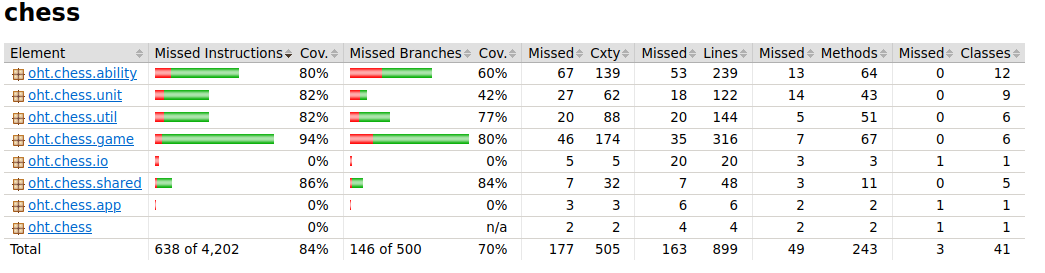 chess
Element Missed Instructions Cov. Missed Branches Cov. Missed Cxty Missed Lines Missed Methods Missed Classes
oht.chess.ability 80% 60% 67 139 53 239 13 64 0 12
oht.chess.unit 82% 42% 27 62 18 122 14 43 0 9
oht.chess.util 82% 77% 20 88 20 144 5 51 0 6
oht.chess.game 94% 80% 46 174 35 316 7 67 0 6
oht.chess.io 0% 0% 5 5 20 20 3 3 1 1
oht.chess.shared 86% 84% 7 32 7 48 3 11 0 5
oht.chess.app 0% 0% 3 3 6 6 2 2 1 1
oht.chess 0% n/a 2 2 4 4 2 2 1 1
Total 638 of 4,202 84% 146 of 500 70% 177 505 163 899 49 243 3 41